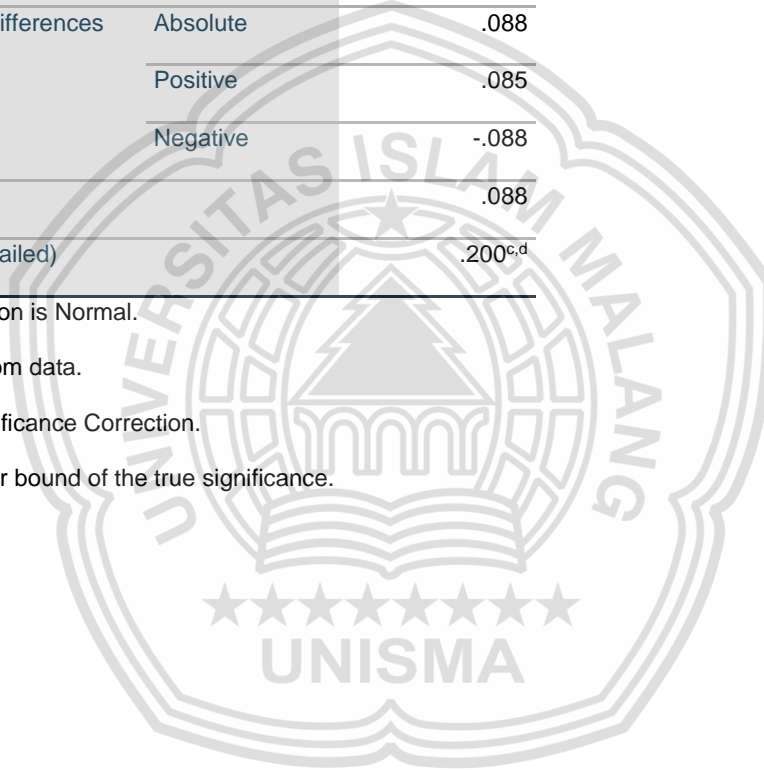 ifferences Absolute .088
Positive .085
Negative -.088
.088
ailed) .200c,d
on is Normal.
om data.
ficance Correction.
r bound of the true significance.
UNIVERSITAS ISLAM MALANG
UNISMA